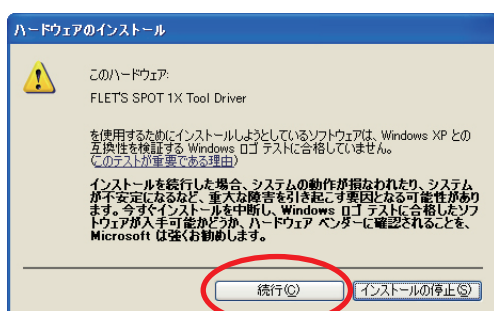 ハードウェアのインストール
このハードウェア:
FLET'S SPOT 1X Tool Driver
を使用するためにインストールしようとしているソフトウェアは、Windows XP との
互換性を検証する Windows ロゴ テストに合格していません。
(このテストが重要である理由)
インストールを続行した場合、システムの動作が損なわれたり、システム
が不安定になるなど、重大な障害を引き起こす要因となる可能性があり
ます。今すぐインストールを中断し、Windows ロゴ テストに合格したソフ
トウェアが入手可能かどうか、ハードウェア ベンダーに確認されることを、
Microsoft は強くお勧めします。
続行(C)
インストールの停止(S)